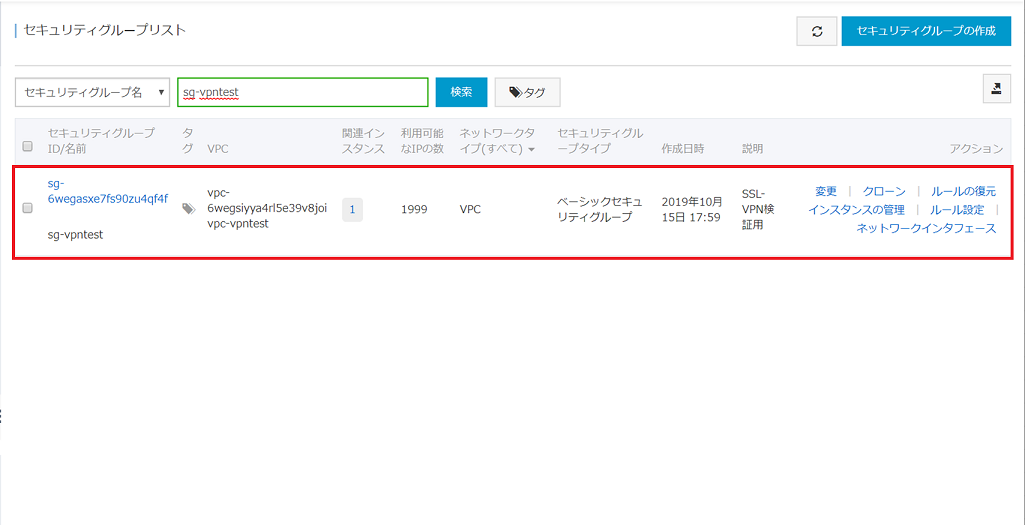 セキュリティグループリスト
セキュリティグループの作成
セキュリティグループ名
sg-vpntest
検索
タグ
セキュリティグループ
ID/名前
タ
グ
VPC
関連イン
スタンス
利用可能
なIPの数
ネットワークタ
イプ(すべて)
セキュリティグル
ープタイプ
作成日時
説明
アクション
sg-
6wegasxe7fs90zu4qf4f
sg-vpntest
vpc-
6wegsiyya4rl5e39v8joi
vpc-vpntest
1
1999
VPC
ベーシックセキュ
リティグループ
2019年10月
15日 17:59
SSL-
VPN検
証用
変更 | クローン | ルールの復元
インスタンスの管理 | ルール設定 |
ネットワークインタフェース